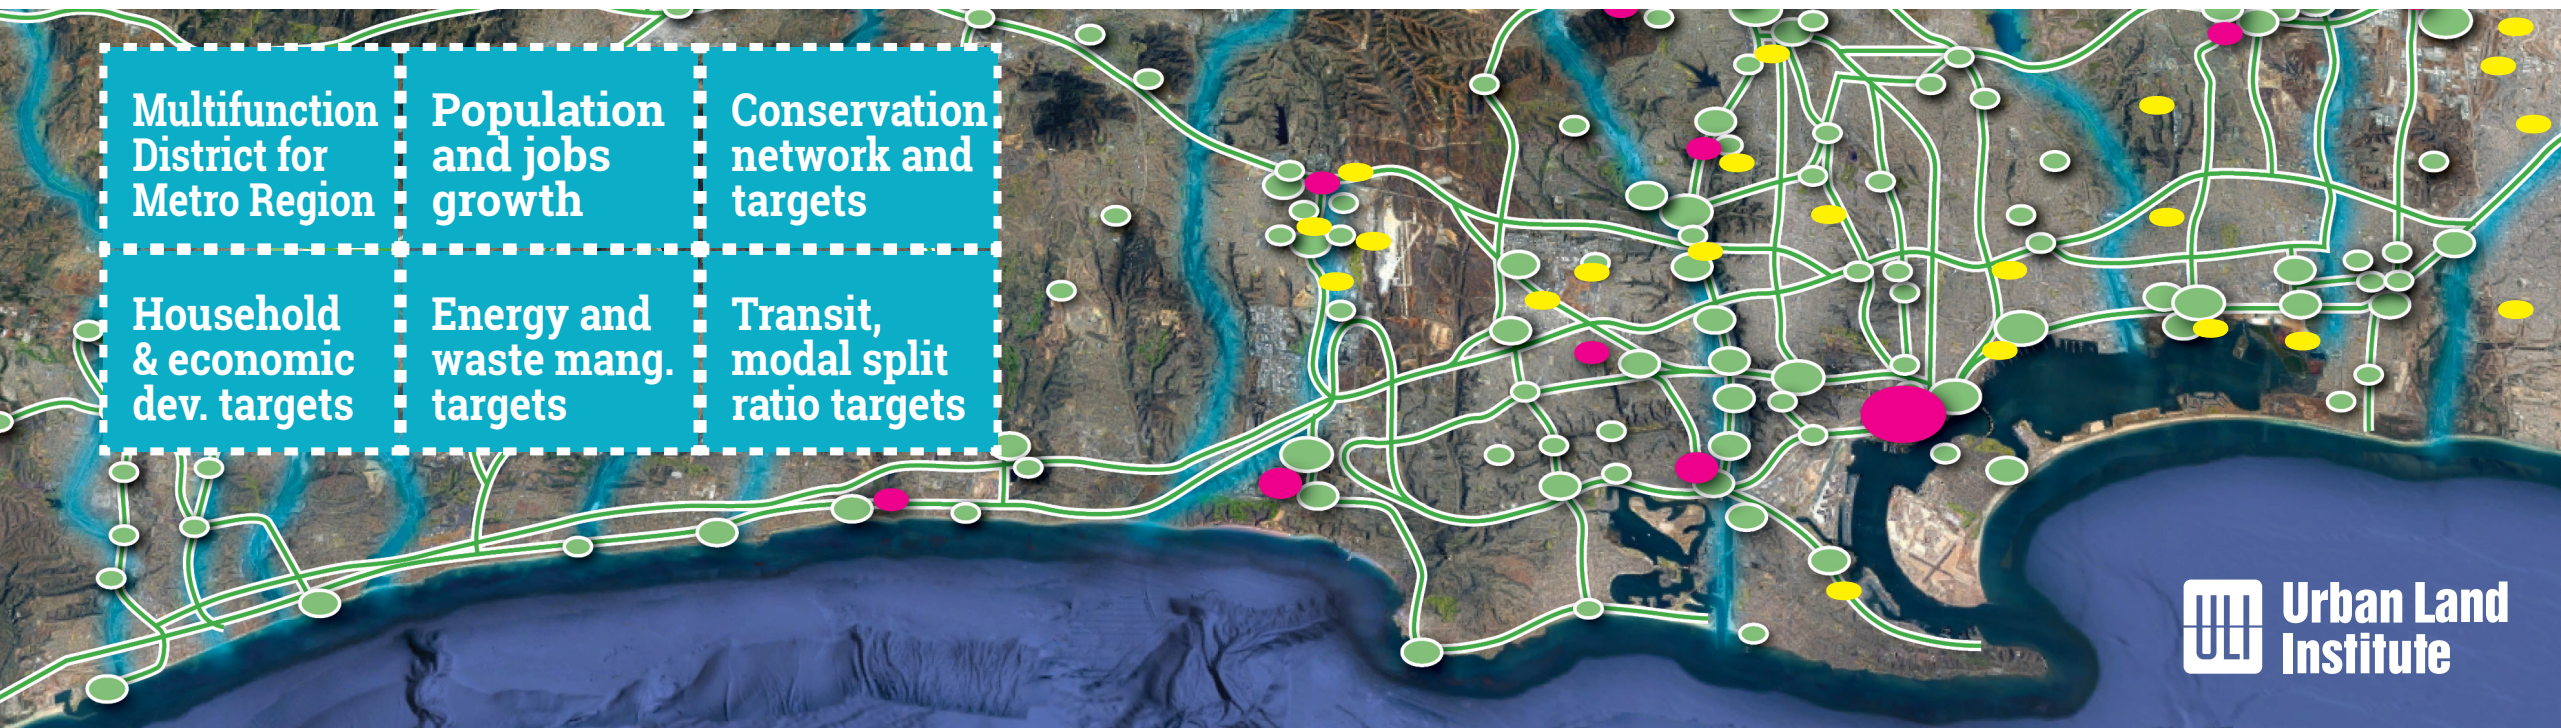 Multifunction
District for
Metro Region
Population
and jobs
growth
Conservation
network and
targets
Household
& economic
dev. targets
Energy and
waste mang.
targets
Transit,
modal split
ratio targets
ULI
Urban Land
Institute